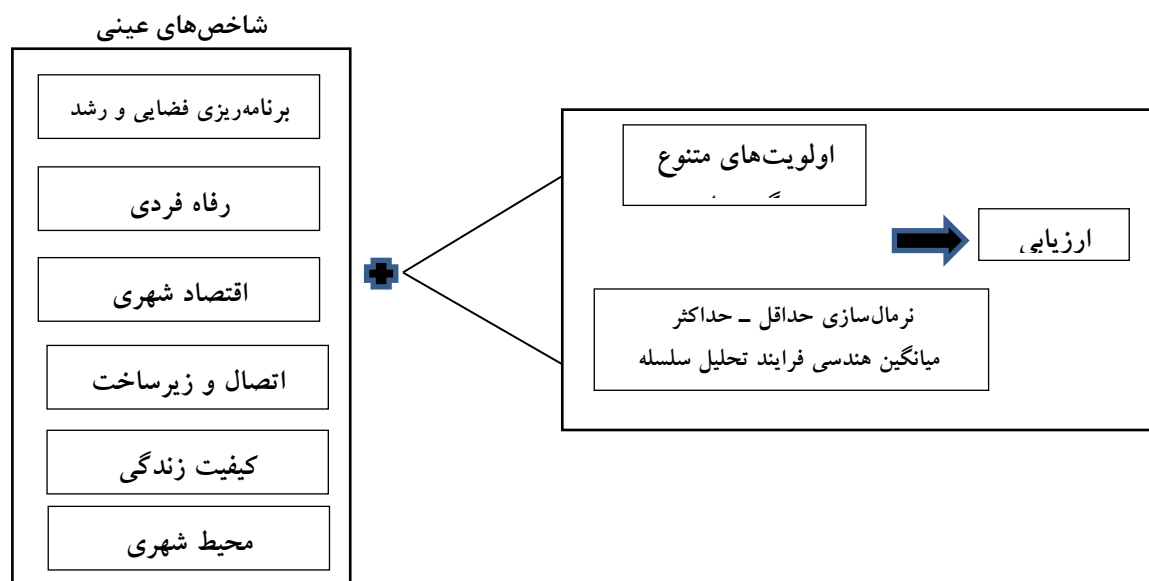 شاخص‌های عینی
برنامه‌ریزی فضایی و رشد
رفاه فردی
اقتصاد شهری
اتصال و زیرساخت
کیفیت زندگی
محیط شهری
اولویت‌های متنوع
نرمال‌سازی حداقل ـ حداکثر
میانگین هندسی فرایند تحلیل سلسله
ارزیابی